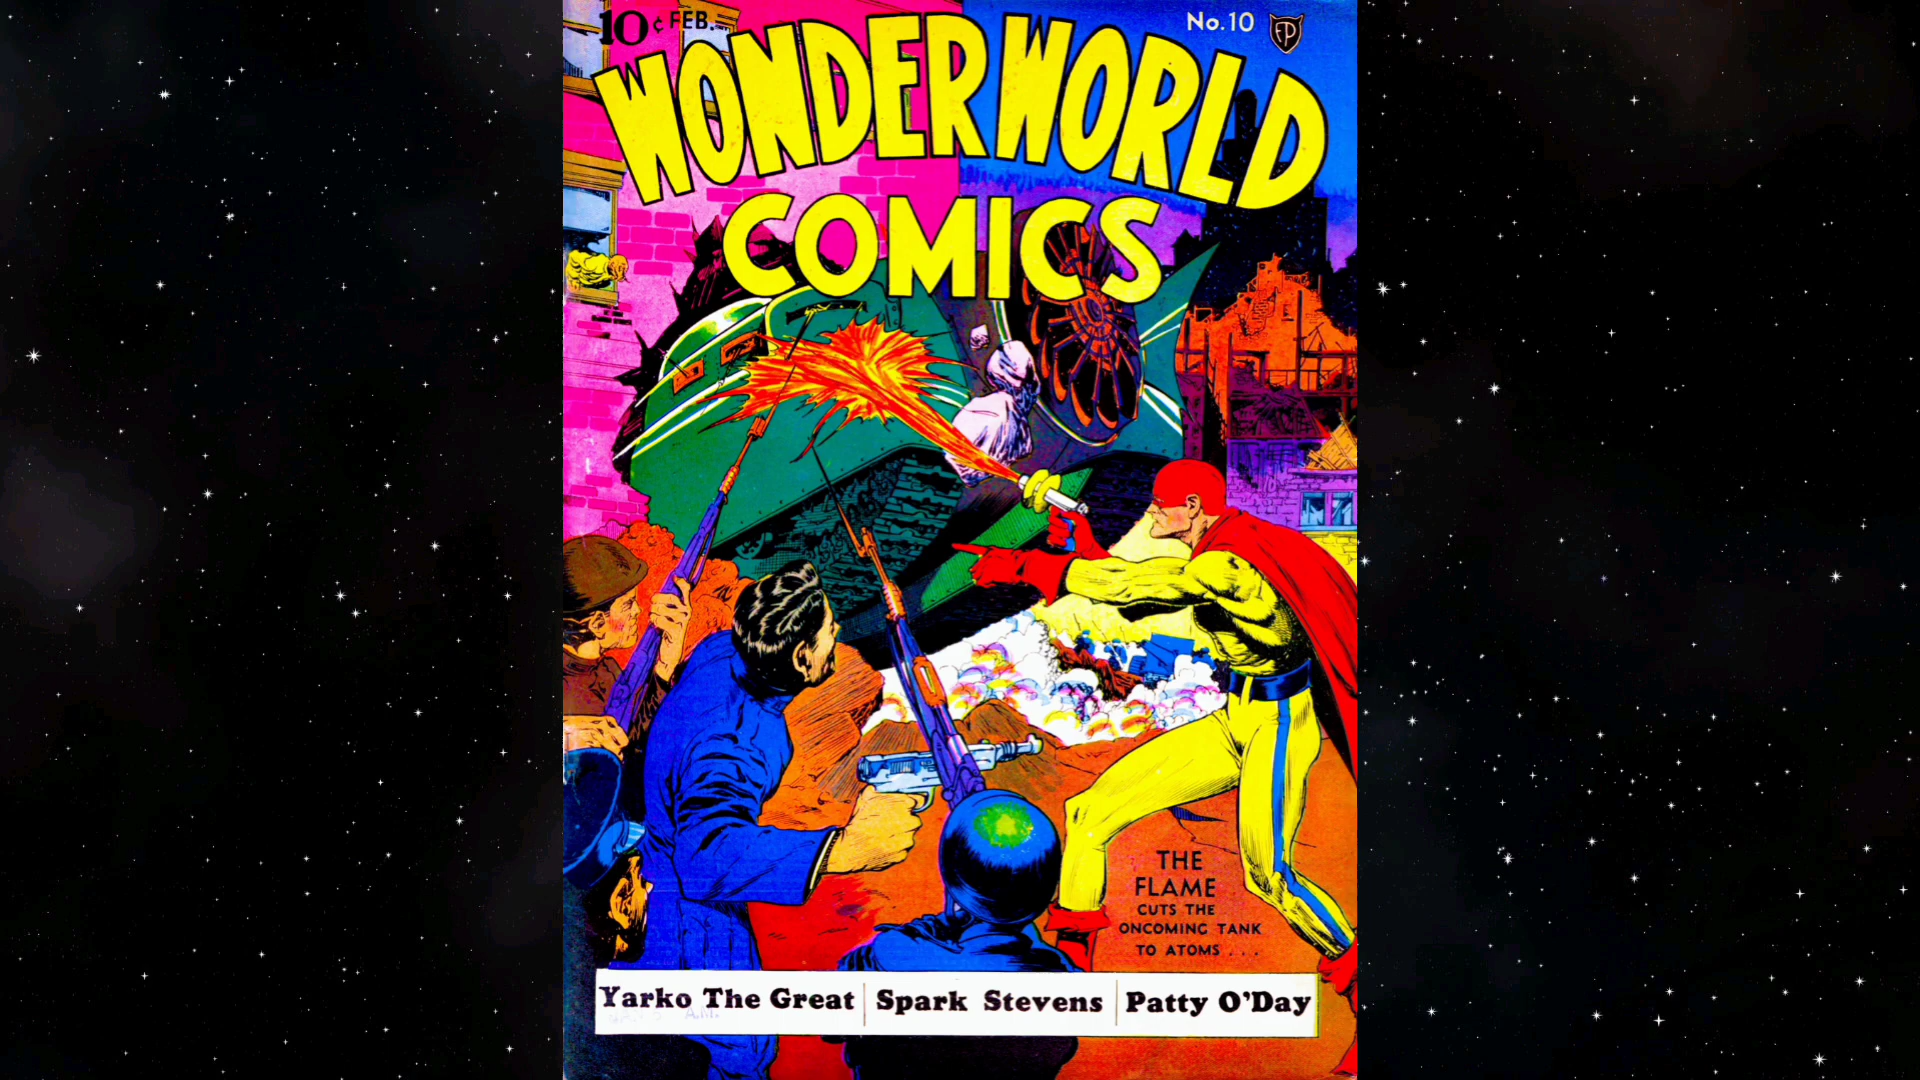 10¢ FEB.
No. 10
FP
WONDERWORLD
COMICS
THE
FLAME
CUTS THE
ONCOMING TANK
TO ATOMS . . .
Yarko The Great | Spark Stevens | Patty O'Day